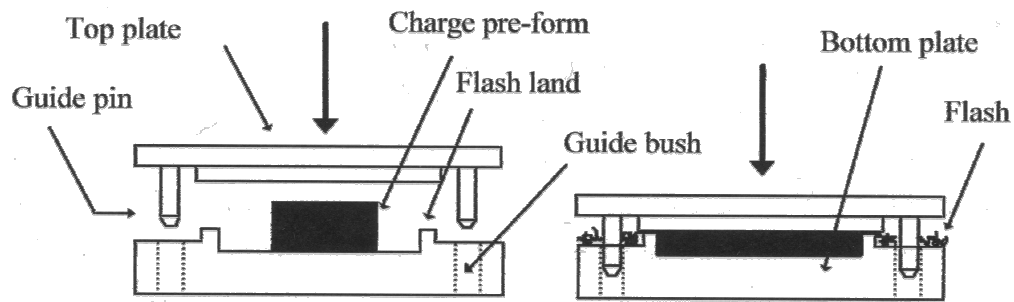 Top plate
Charge pre-form
Bottom plate
Guide pin
Flash land
Flash
Guide bush